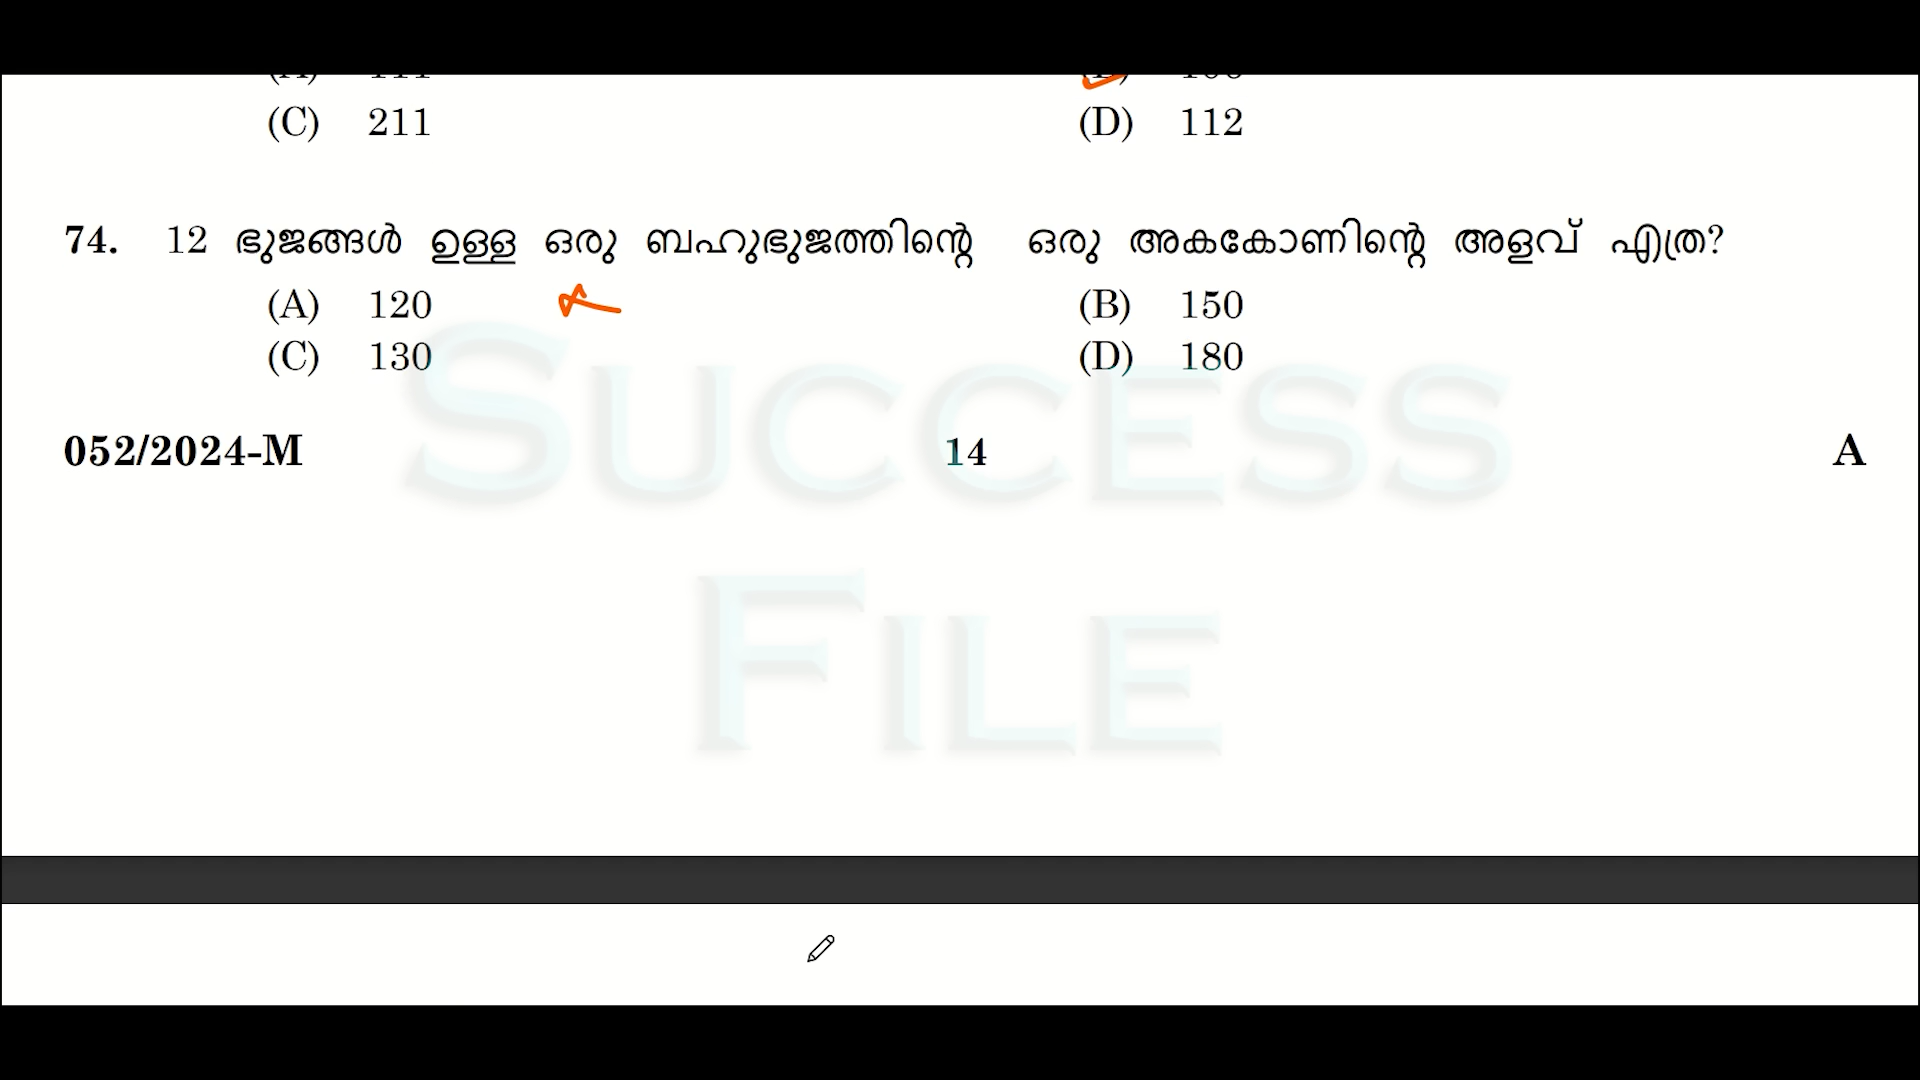 (C) 211 (D) 112
74. 12 ഭുജങ്ങൾ ഉള്ള ഒരു ബഹുഭുജത്തിന്റെ ഒരു അകകോണിന്റെ അളവ് എത്ര?
(A) 120 (B) 150
(C) 130 (D) 180
052/2024-M 14 A
SUCCESS
FILE